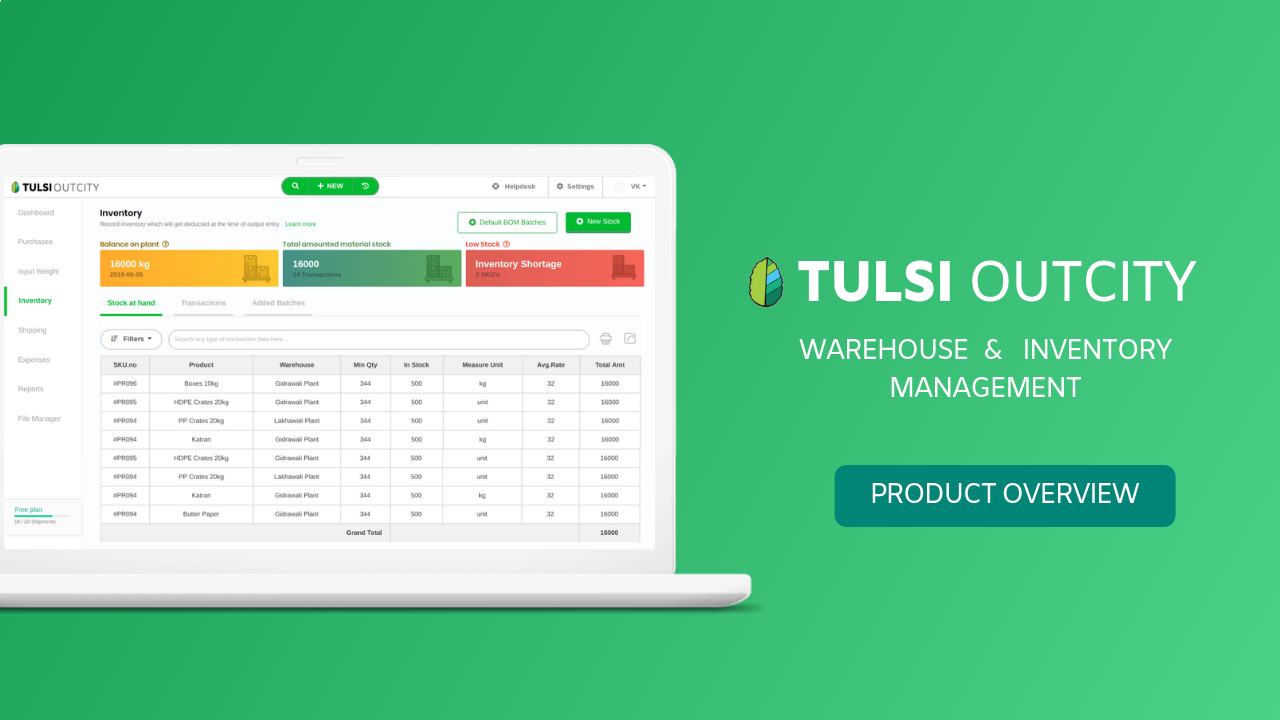 TULSI OUTCITY
NEW
Helpdesk
Settings
VK
Dashboard
Purchases
Input Weight
Inventory
Shipping
Expenses
Reports
File Manager
Free plan
18 / 20 Shipments
Inventory
Record inventory which will get deducted at the time of output entry. Learn more
Default BOM Batches
New Stock
Balance on plant
16000 kg
2019-06-06
Total amounted material stock
16000
14 Transactions
Low Stock
Inventory Shortage
2 SKU's
Stock at hand Transactions Added Batches
Filters
Search any type of transaction data here...
SKU.no Product Warehouse Min Qty In Stock Measure Unit Avg.Rate Total Amt
#PR096 Boxes 10kg Gidrawali Plant 344 500 kg 32 16000
#PR095 HDPE Crates 20kg Gidrawali Plant 344 500 unit 32 16000
#PR094 PP Crates 20kg Lakhawali Plant 344 500 unit 32 16000
#PR094 Katran Gidrawali Plant 344 500 kg 32 16000
#PR095 HDPE Crates 20kg Gidrawali Plant 344 500 unit 32 16000
#PR094 PP Crates 20kg Lakhawali Plant 344 500 unit 32 16000
#PR094 Katran Gidrawali Plant 344 500 kg 32 16000
#PR094 Butter Paper Gidrawali Plant 344 500 unit 32 16000
Grand Total 16000
TULSI OUTCITY
WAREHOUSE & INVENTORY
MANAGEMENT
PRODUCT OVERVIEW